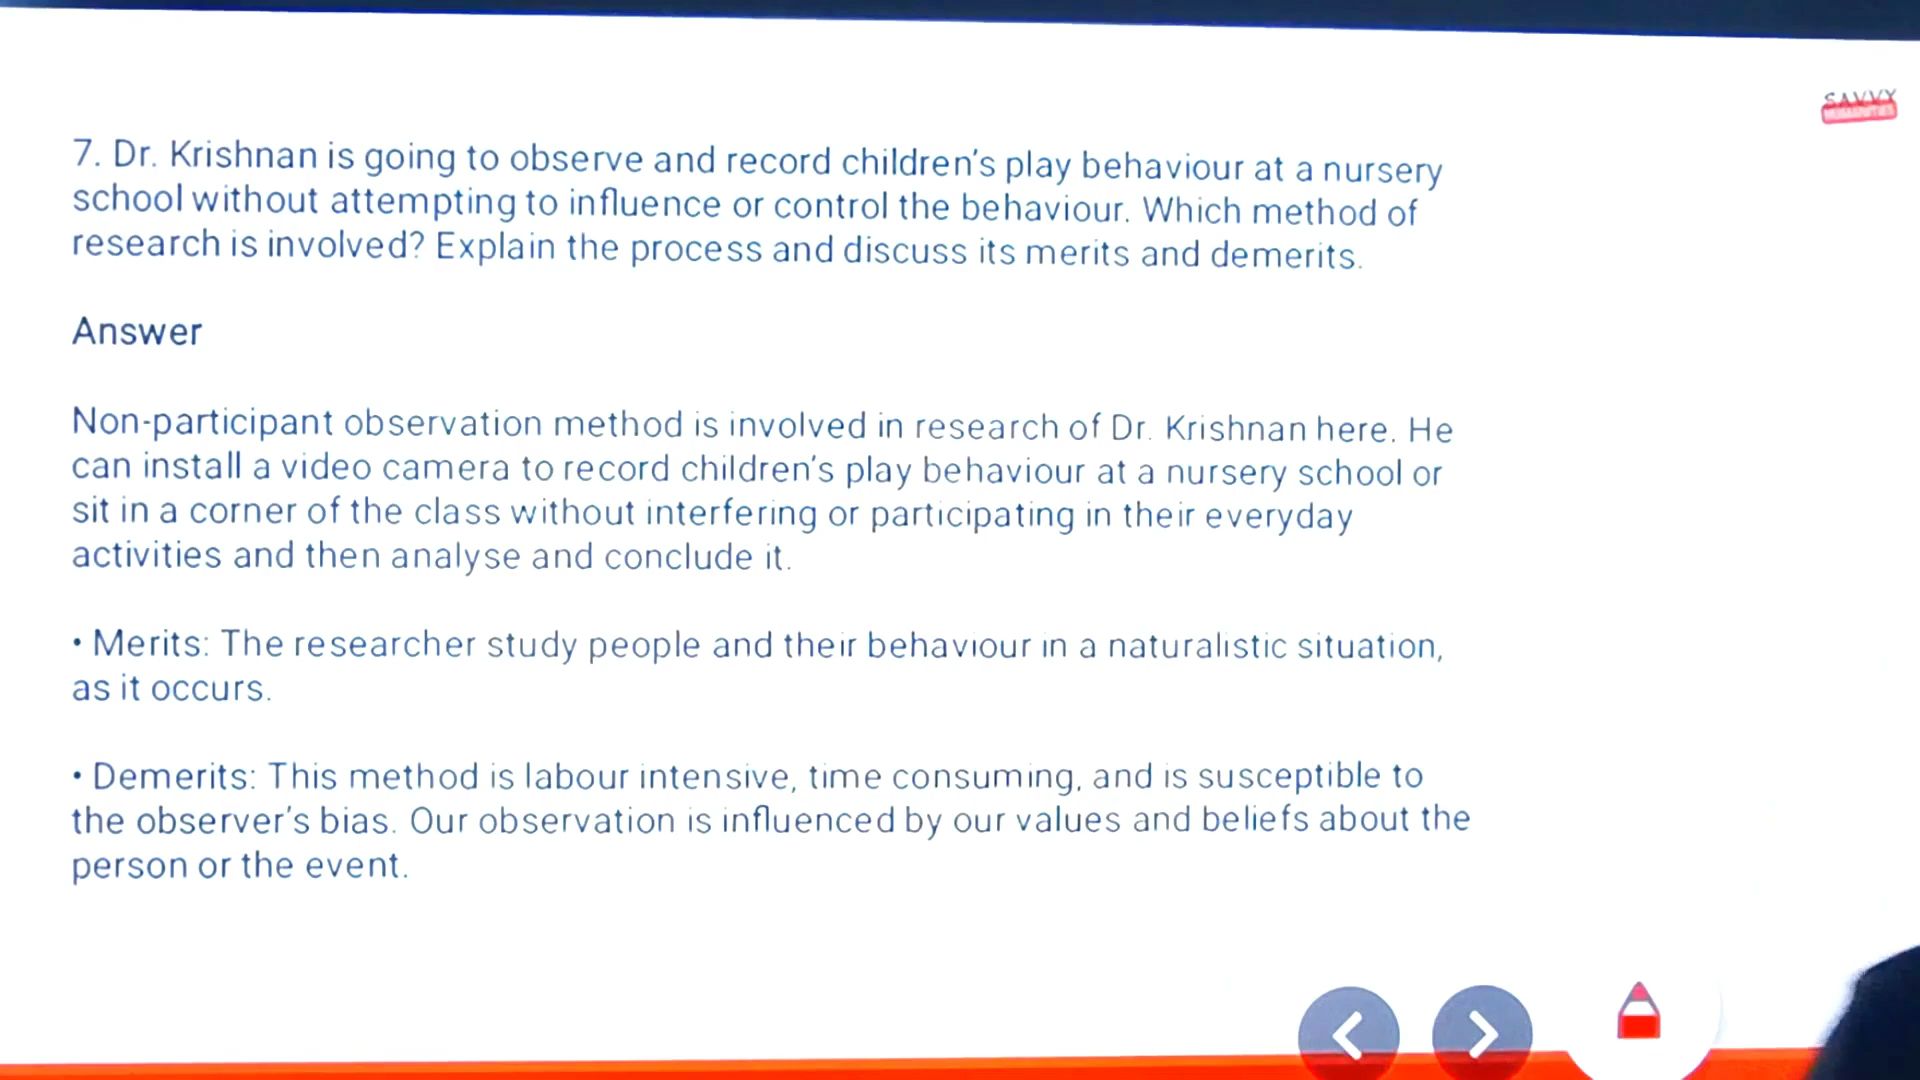 SAVVY
7. Dr. Krishnan is going to observe and record children's play behaviour at a nursery
school without attempting to influence or control the behaviour. Which method of
research is involved? Explain the process and discuss its merits and demerits.
Answer
Non-participant observation method is involved in research of Dr. Krishnan here. He
can install a video camera to record children's play behaviour at a nursery school or
sit in a corner of the class without interfering or participating in their everyday
activities and then analyse and conclude it.
• Merits: The researcher study people and their behaviour in a naturalistic situation,
as it occurs.
• Demerits: This method is labour intensive, time consuming, and is susceptible to
the observer's bias. Our observation is influenced by our values and beliefs about the
person or the event.